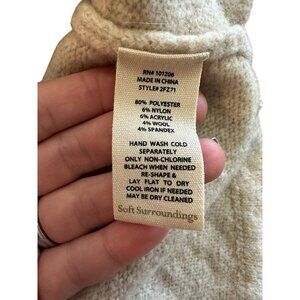 RN# 101206
MADE IN CHINA
STYLE# 2FZ71
80% POLYESTER
6% NYLON
6% ACRYLIC
4% WOOL
4% SPANDEX
HAND WASH COLD
SEPARATELY
ONLY NON-CHLORINE
BLEACH WHEN NEEDED
RE-SHAPE &
LAY FLAT TO DRY
COOL IRON IF NEEDED
MAY BE DRY CLEANED
Soft Surroundings